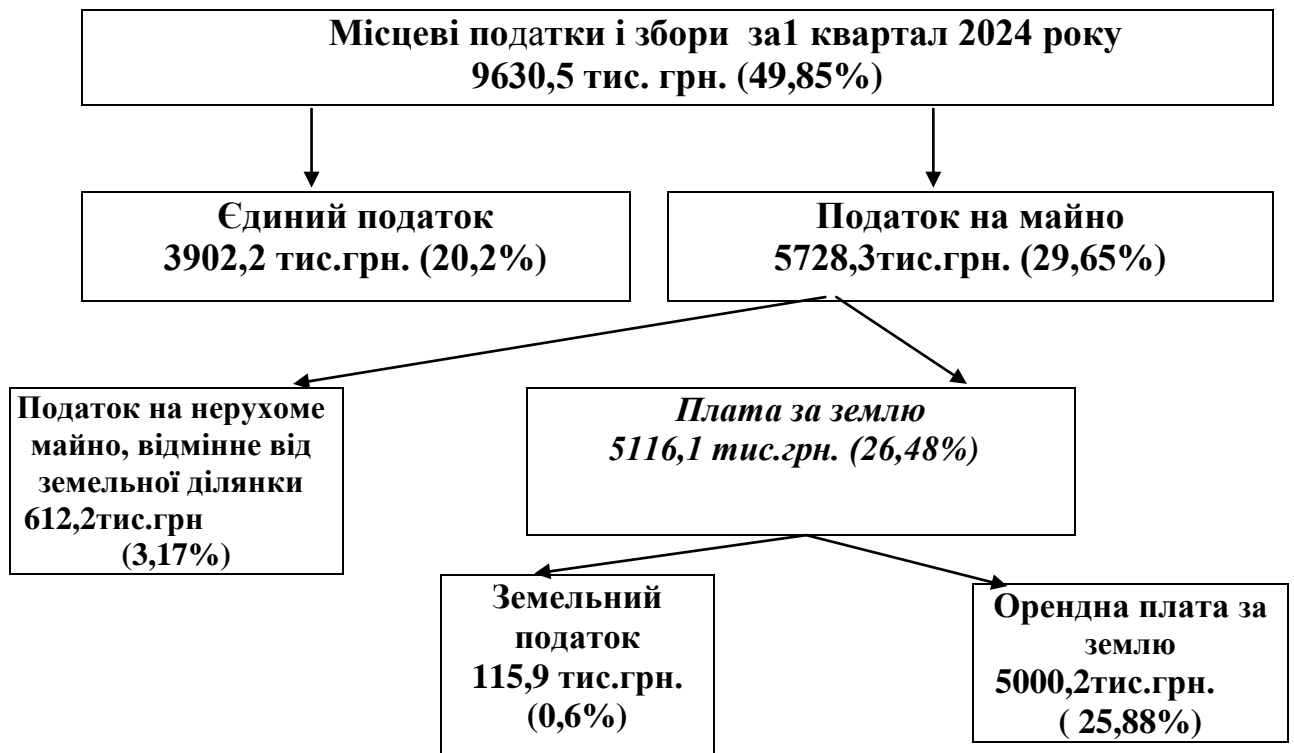 Місцеві податки і збори за1 квартал 2024 року
9630,5 тис. грн. (49,85%)
Єдиний податок
3902,2 тис.грн. (20,2%)
Податок на майно
5728,3тис.грн. (29,65%)
Податок на нерухоме
майно, відмінне від
земельної ділянки
612,2тис.грн
(3,17%)
Плата за землю
5116,1 тис.грн. (26,48%)
Земельний
податок
115,9 тис.грн.
(0,6%)
Орендна плата за
землю
5000,2тис.грн.
( 25,88%)